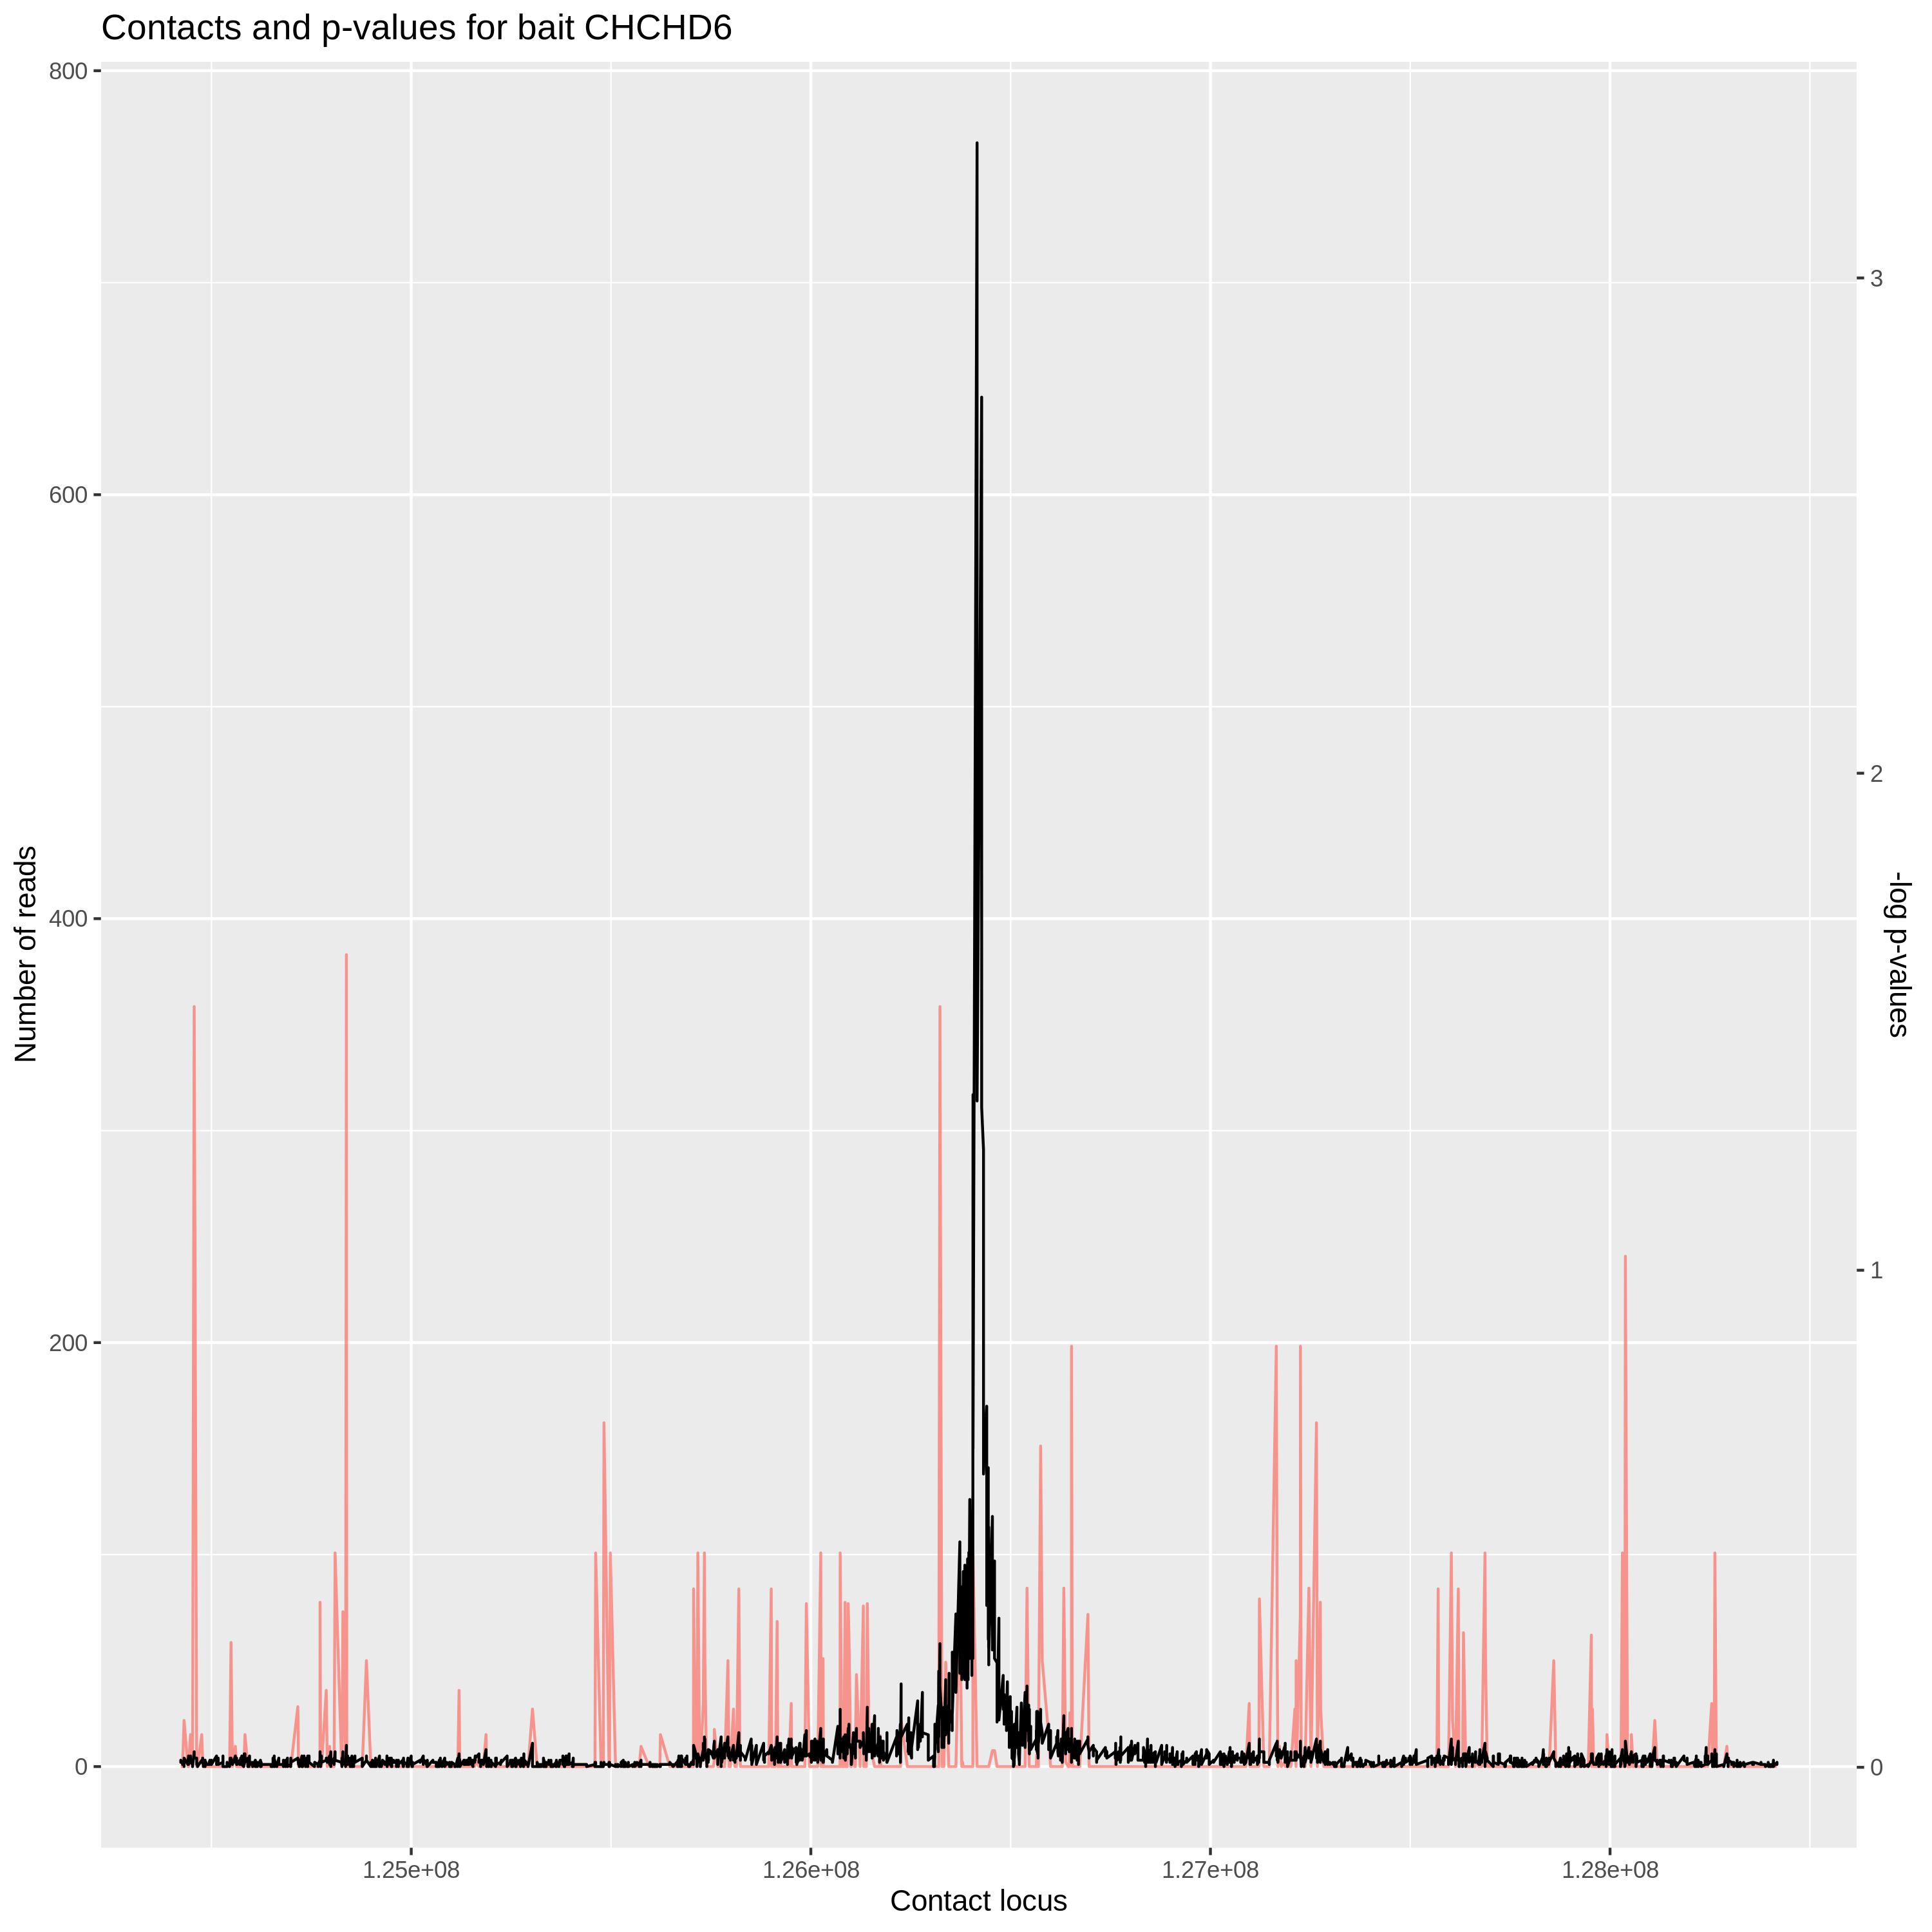 Contacts and p-values for bait CHCHD6
800
600
400
200
0
Number of reads
3
2
1
0
-log p-values
1.25e+08
1.26e+08
1.27e+08
1.28e+08
Contact locus